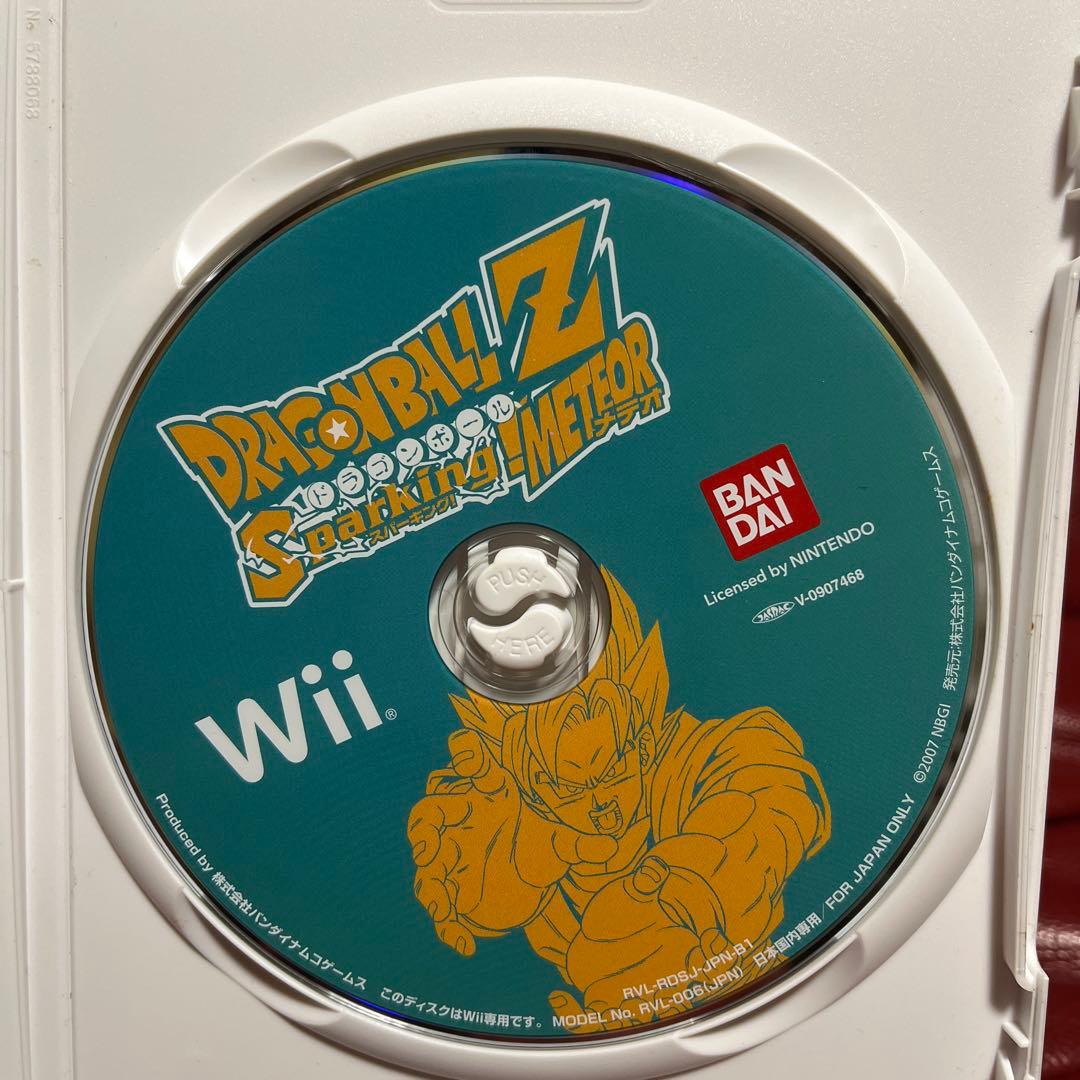 No 5788068
DRAGONBALL Z
ドラゴンボール
Sparking! METEOR
スパーキング! メテオ
BAN
DAI
Licensed by NINTENDO
JASRAC V-0907468
PUSH
HERE
Wii®
Produced by 株式会社バンダイナムコゲームス このディスクはWii専用です。 MODEL No. RVL-006(JPN) 日本国内専用/FOR JAPAN ONLY ©2007 NBGI 発売元:株式会社バンダイナムコゲームス
RVL-RDSJ-JPN-B1